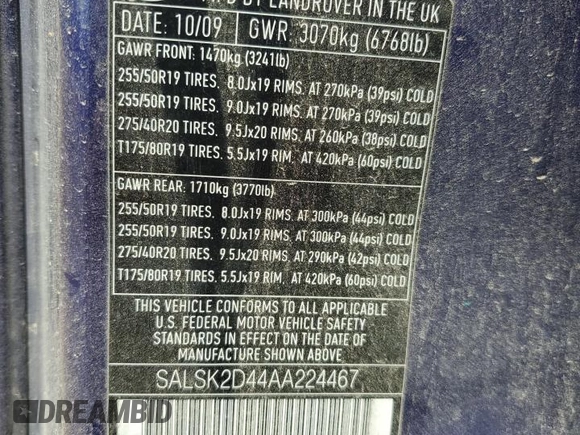 MFD BY LANDROVER IN THE UK
DATE: 10/09 GWR: 3070kg (6768lb)
GAWR FRONT: 1470kg (3241lb)
255/50R19 TIRES. 8.0Jx19 RIMS. AT 270kPa (39psi) COLD
255/50R19 TIRES. 9.0Jx19 RIMS. AT 270kPa (39psi) COLD
275/40R20 TIRES. 9.5Jx20 RIMS. AT 260kPa (38psi) COLD
T175/80R19 TIRES. 5.5Jx19 RIM. AT 420kPa (60psi) COLD
GAWR REAR: 1710kg (3770lb)
255/50R19 TIRES. 8.0Jx19 RIMS. AT 300kPa (44psi) COLD
255/50R19 TIRES. 9.0Jx19 RIMS. AT 300kPa (44psi) COLD
275/40R20 TIRES. 9.5Jx20 RIMS. AT 290kPa (42psi) COLD
T175/80R19 TIRES. 5.5Jx19 RIM. AT 420kPa (60psi) COLD
THIS VEHICLE CONFORMS TO ALL APPLICABLE
U.S. FEDERAL MOTOR VEHICLE SAFETY
STANDARDS IN EFFECT ON THE DATE OF
MANUFACTURE SHOWN ABOVE
SALSK2D44AA224467
DREAMBID